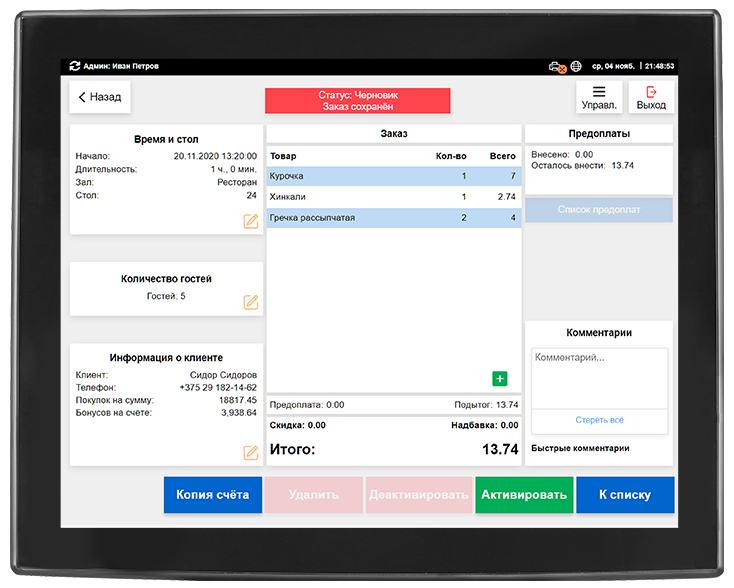 Админ: Иван Петров
ср, 04 нояб. | 21:48:53
Назад
Статус: Черновик
Заказ сохранён
Управл.
Выход
Время и стол
Начало: 20.11.2020 13:20:00
Длительность: 1 ч., 0 мин.
Зал: Ресторан
Стол: 24
Количество гостей
Гостей: 5
Информация о клиенте
Клиент: Сидор Сидоров
Телефон: +375 29 182-14-62
Покупок на сумму: 18817.45
Бонусов на счете: 3,938.64
Заказ
Товар Кол-во Всего
Курочка 1 7
Хинкали 1 2.74
Гречка рассыпчатая 2 4
Предоплата: 0.00 Подытог: 13.74
Скидка: 0.00 Надбавка: 0.00
Итого: 13.74
Предоплаты
Внесено: 0.00
Осталось внести: 13.74
Список предоплат
Комментарии
Комментарий...
Стереть всё
Быстрые комментарии
Копия счёта
Удалить
Деактивировать
Активировать
К списку